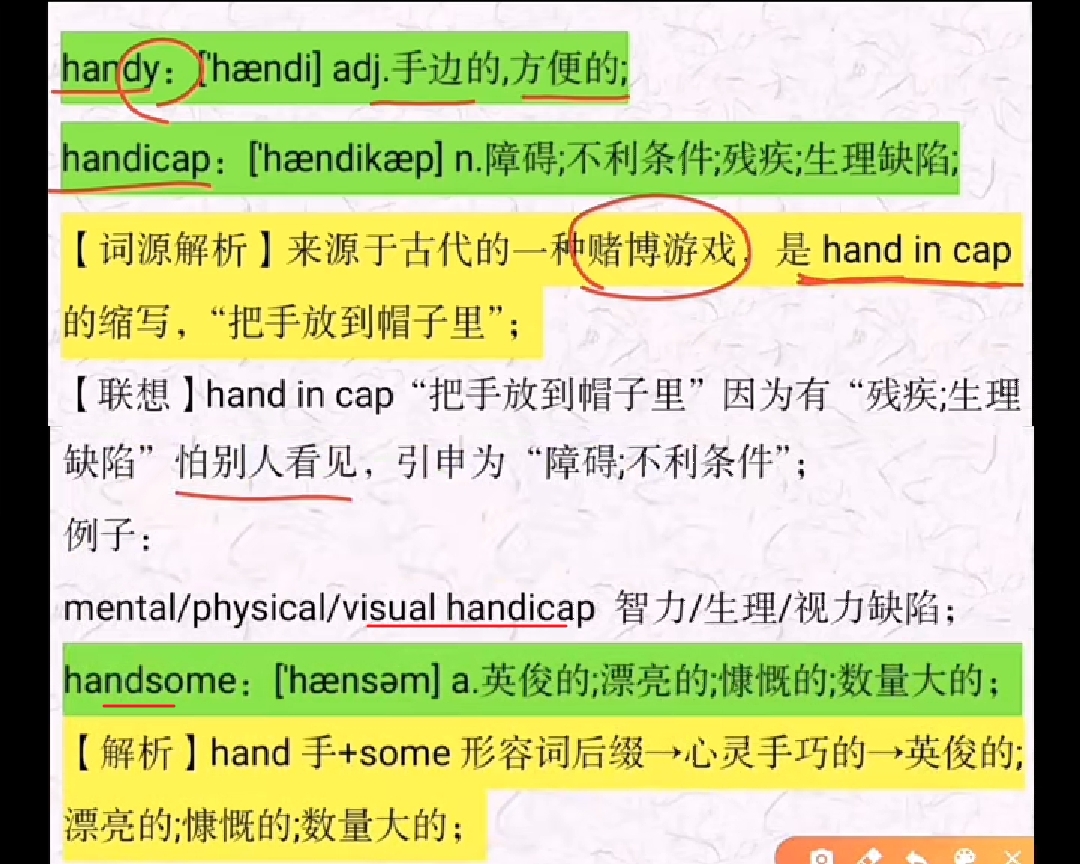 handy：['hændi] adj.手边的,方便的;
handicap：['hændikæp] n.障碍;不利条件;残疾;生理缺陷;
【词源解析】来源于古代的一种赌博游戏，是 hand in cap
的缩写，“把手放到帽子里”；
【联想】hand in cap“把手放到帽子里”因为有“残疾;生理
缺陷”怕别人看见，引申为“障碍;不利条件”；
例子：
mental/physical/visual handicap 智力/生理/视力缺陷；
handsome：['hænsəm] a.英俊的;漂亮的;慷慨的;数量大的；
【解析】hand 手+some 形容词后缀→心灵手巧的→英俊的;
漂亮的;慷慨的;数量大的；